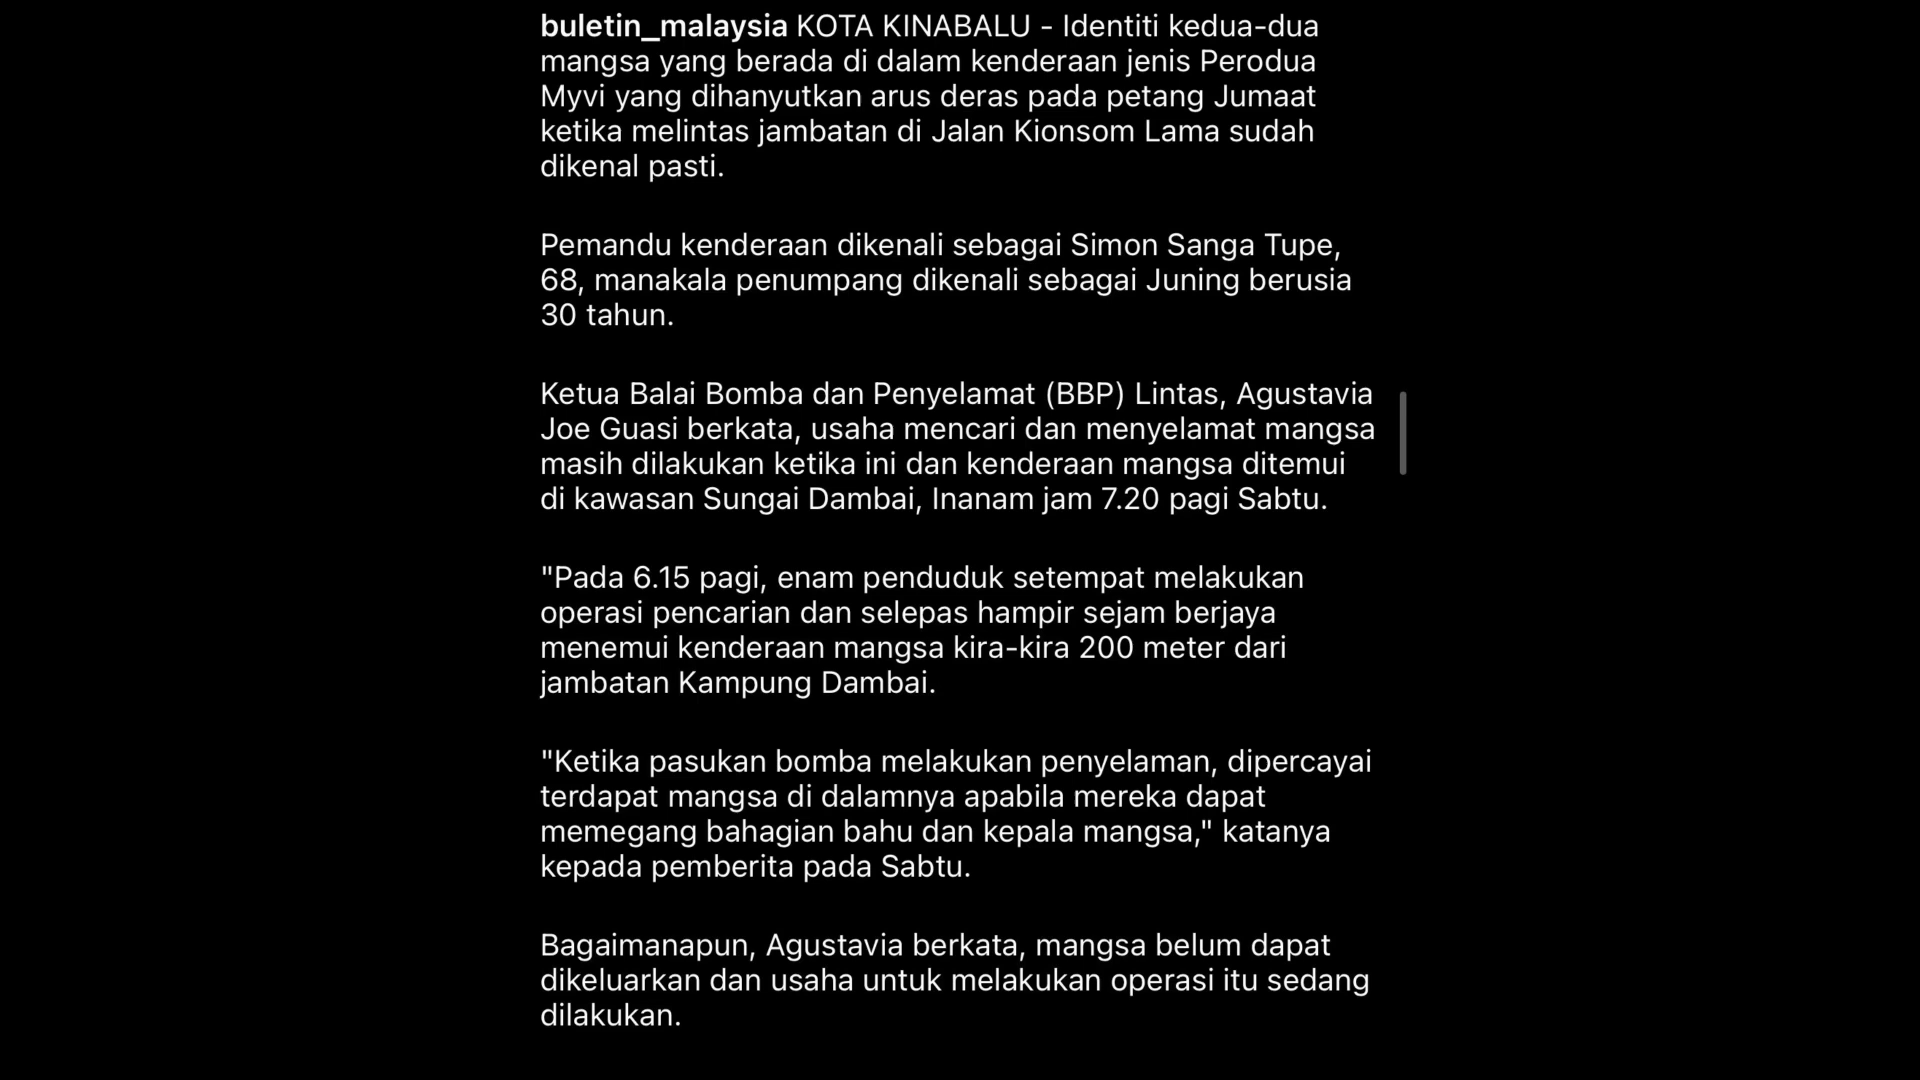 buletin_malaysia KOTA KINABALU - Identiti kedua-dua
mangsa yang berada di dalam kenderaan jenis Perodua
Myvi yang dihanyutkan arus deras pada petang Jumaat
ketika melintas jambatan di Jalan Kionsom Lama sudah
dikenal pasti.
Pemandu kenderaan dikenali sebagai Simon Sanga Tupe,
68, manakala penumpang dikenali sebagai Juning berusia
30 tahun.
Ketua Balai Bomba dan Penyelamat (BBP) Lintas, Agustavia
Joe Guasi berkata, usaha mencari dan menyelamat mangsa
masih dilakukan ketika ini dan kenderaan mangsa ditemui
di kawasan Sungai Dambai, Inanam jam 7.20 pagi Sabtu.
"Pada 6.15 pagi, enam penduduk setempat melakukan
operasi pencarian dan selepas hampir sejam berjaya
menemui kenderaan mangsa kira-kira 200 meter dari
jambatan Kampung Dambai.
"Ketika pasukan bomba melakukan penyelaman, dipercayai
terdapat mangsa di dalamnya apabila mereka dapat
memegang bahagian bahu dan kepala mangsa," katanya
kepada pemberita pada Sabtu.
Bagaimanapun, Agustavia berkata, mangsa belum dapat
dikeluarkan dan usaha untuk melakukan operasi itu sedang
dilakukan.